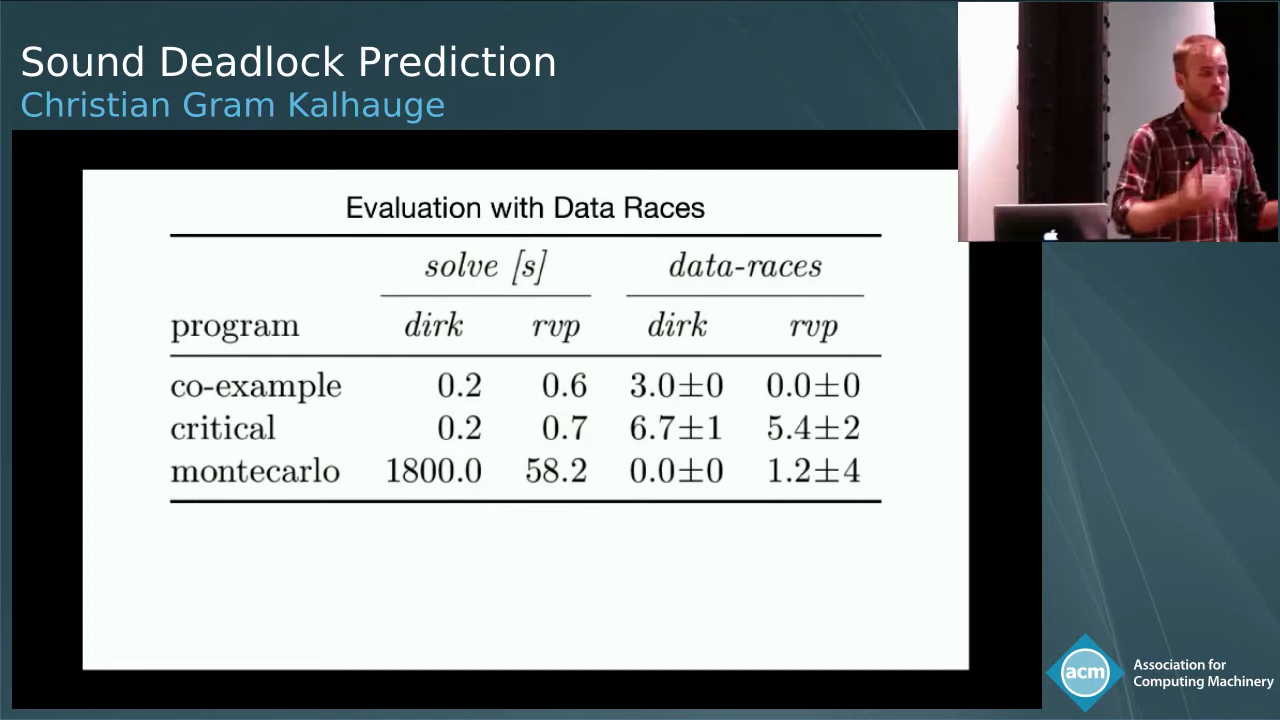 Sound Deadlock Prediction
Christian Gram Kalhauge
Evaluation with Data Races
solve [s] data-races
program dirk rvp dirk rvp
co-example 0.2 0.6 3.0±0 0.0±0
critical 0.2 0.7 6.7±1 5.4±2
montecarlo 1800.0 58.2 0.0±0 1.2±4
acm
Association for
Computing Machinery